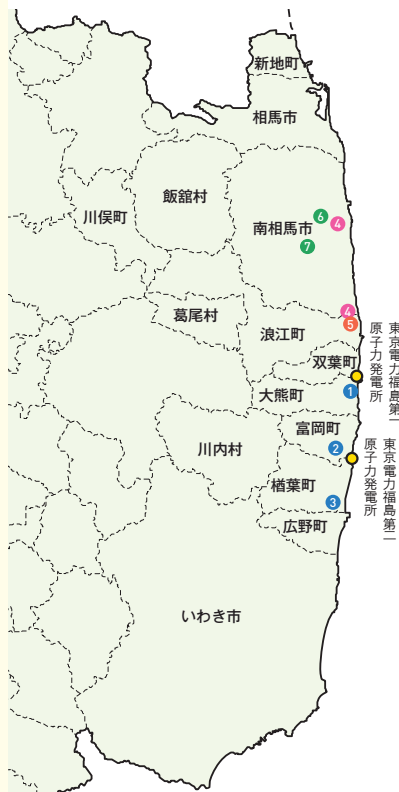 新地町
相馬市
飯舘村
川俣町
6
4
南相馬市
7
葛尾村
4
5
浪江町
双葉町
東京電力福島第一
原子力発電所
大熊町
1
富岡町
2
川内村
東京電力福島第二
原子力発電所
楢葉町
3
広野町
いわき市